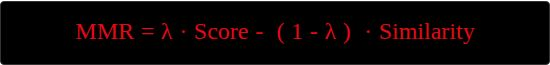 MMR = λ · Score - ( 1 - λ ) · Similarity